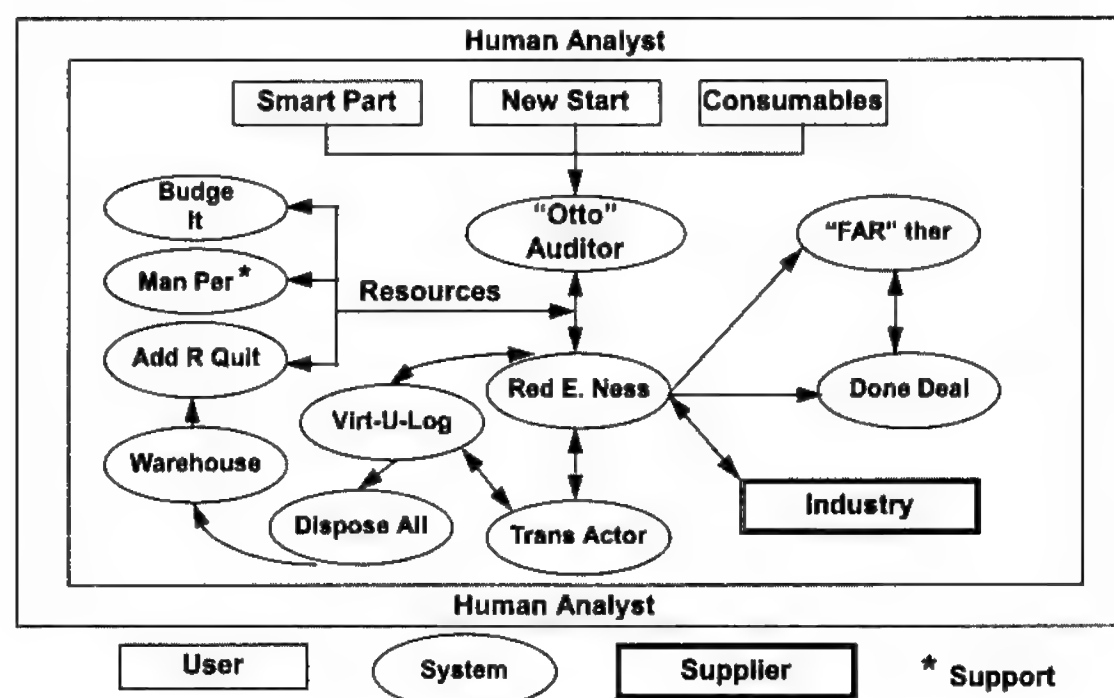 Human Analyst
Smart Part
New Start
Consumables
Budge
It
"Otto"
Auditor
"FAR" ther
Man Per *
Resources
Add R Quit
Red E. Ness
Done Deal
Virt-U-Log
Warehouse
Industry
Dispose All
Trans Actor
Human Analyst
User
System
Supplier
* Support